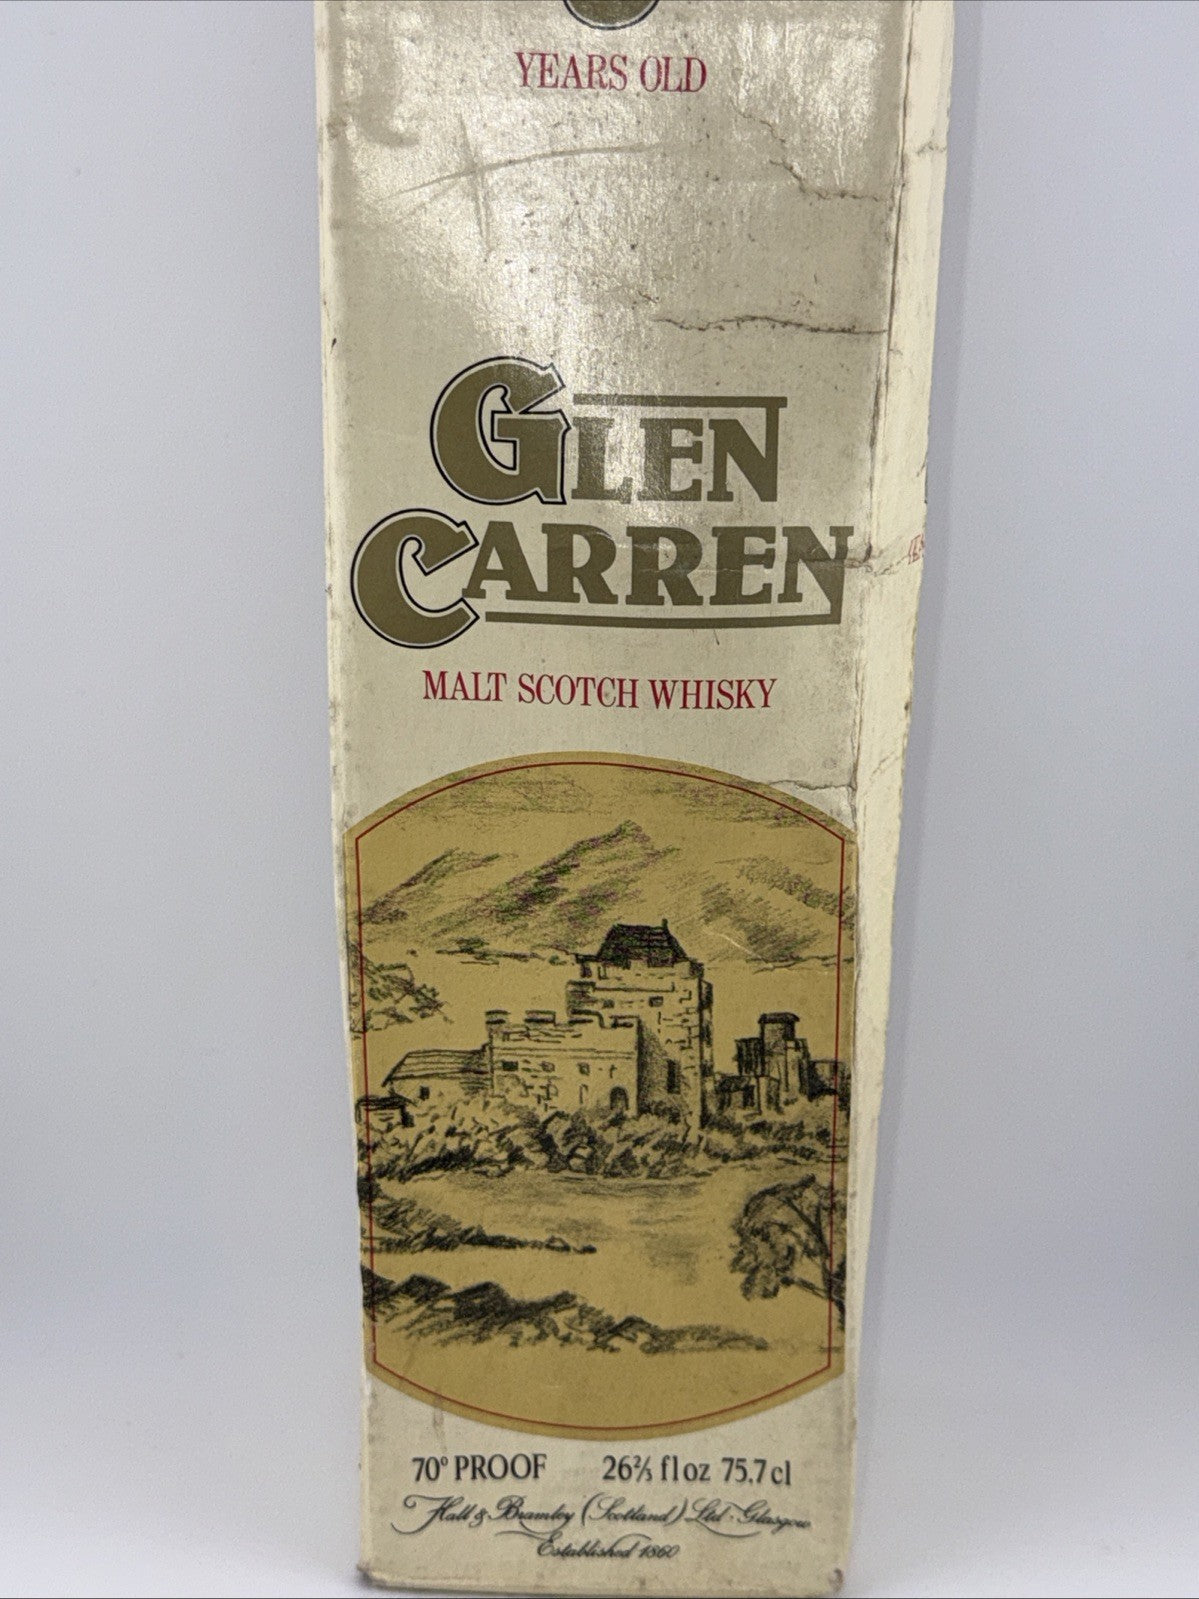 YEARS OLD
GLEN
CARREN
MALT SCOTCH WHISKY
70° PROOF 26⅔ fl oz 75.7 cl
Hall & Bramley (Scotland) Ltd · Glasgow
Established 1860